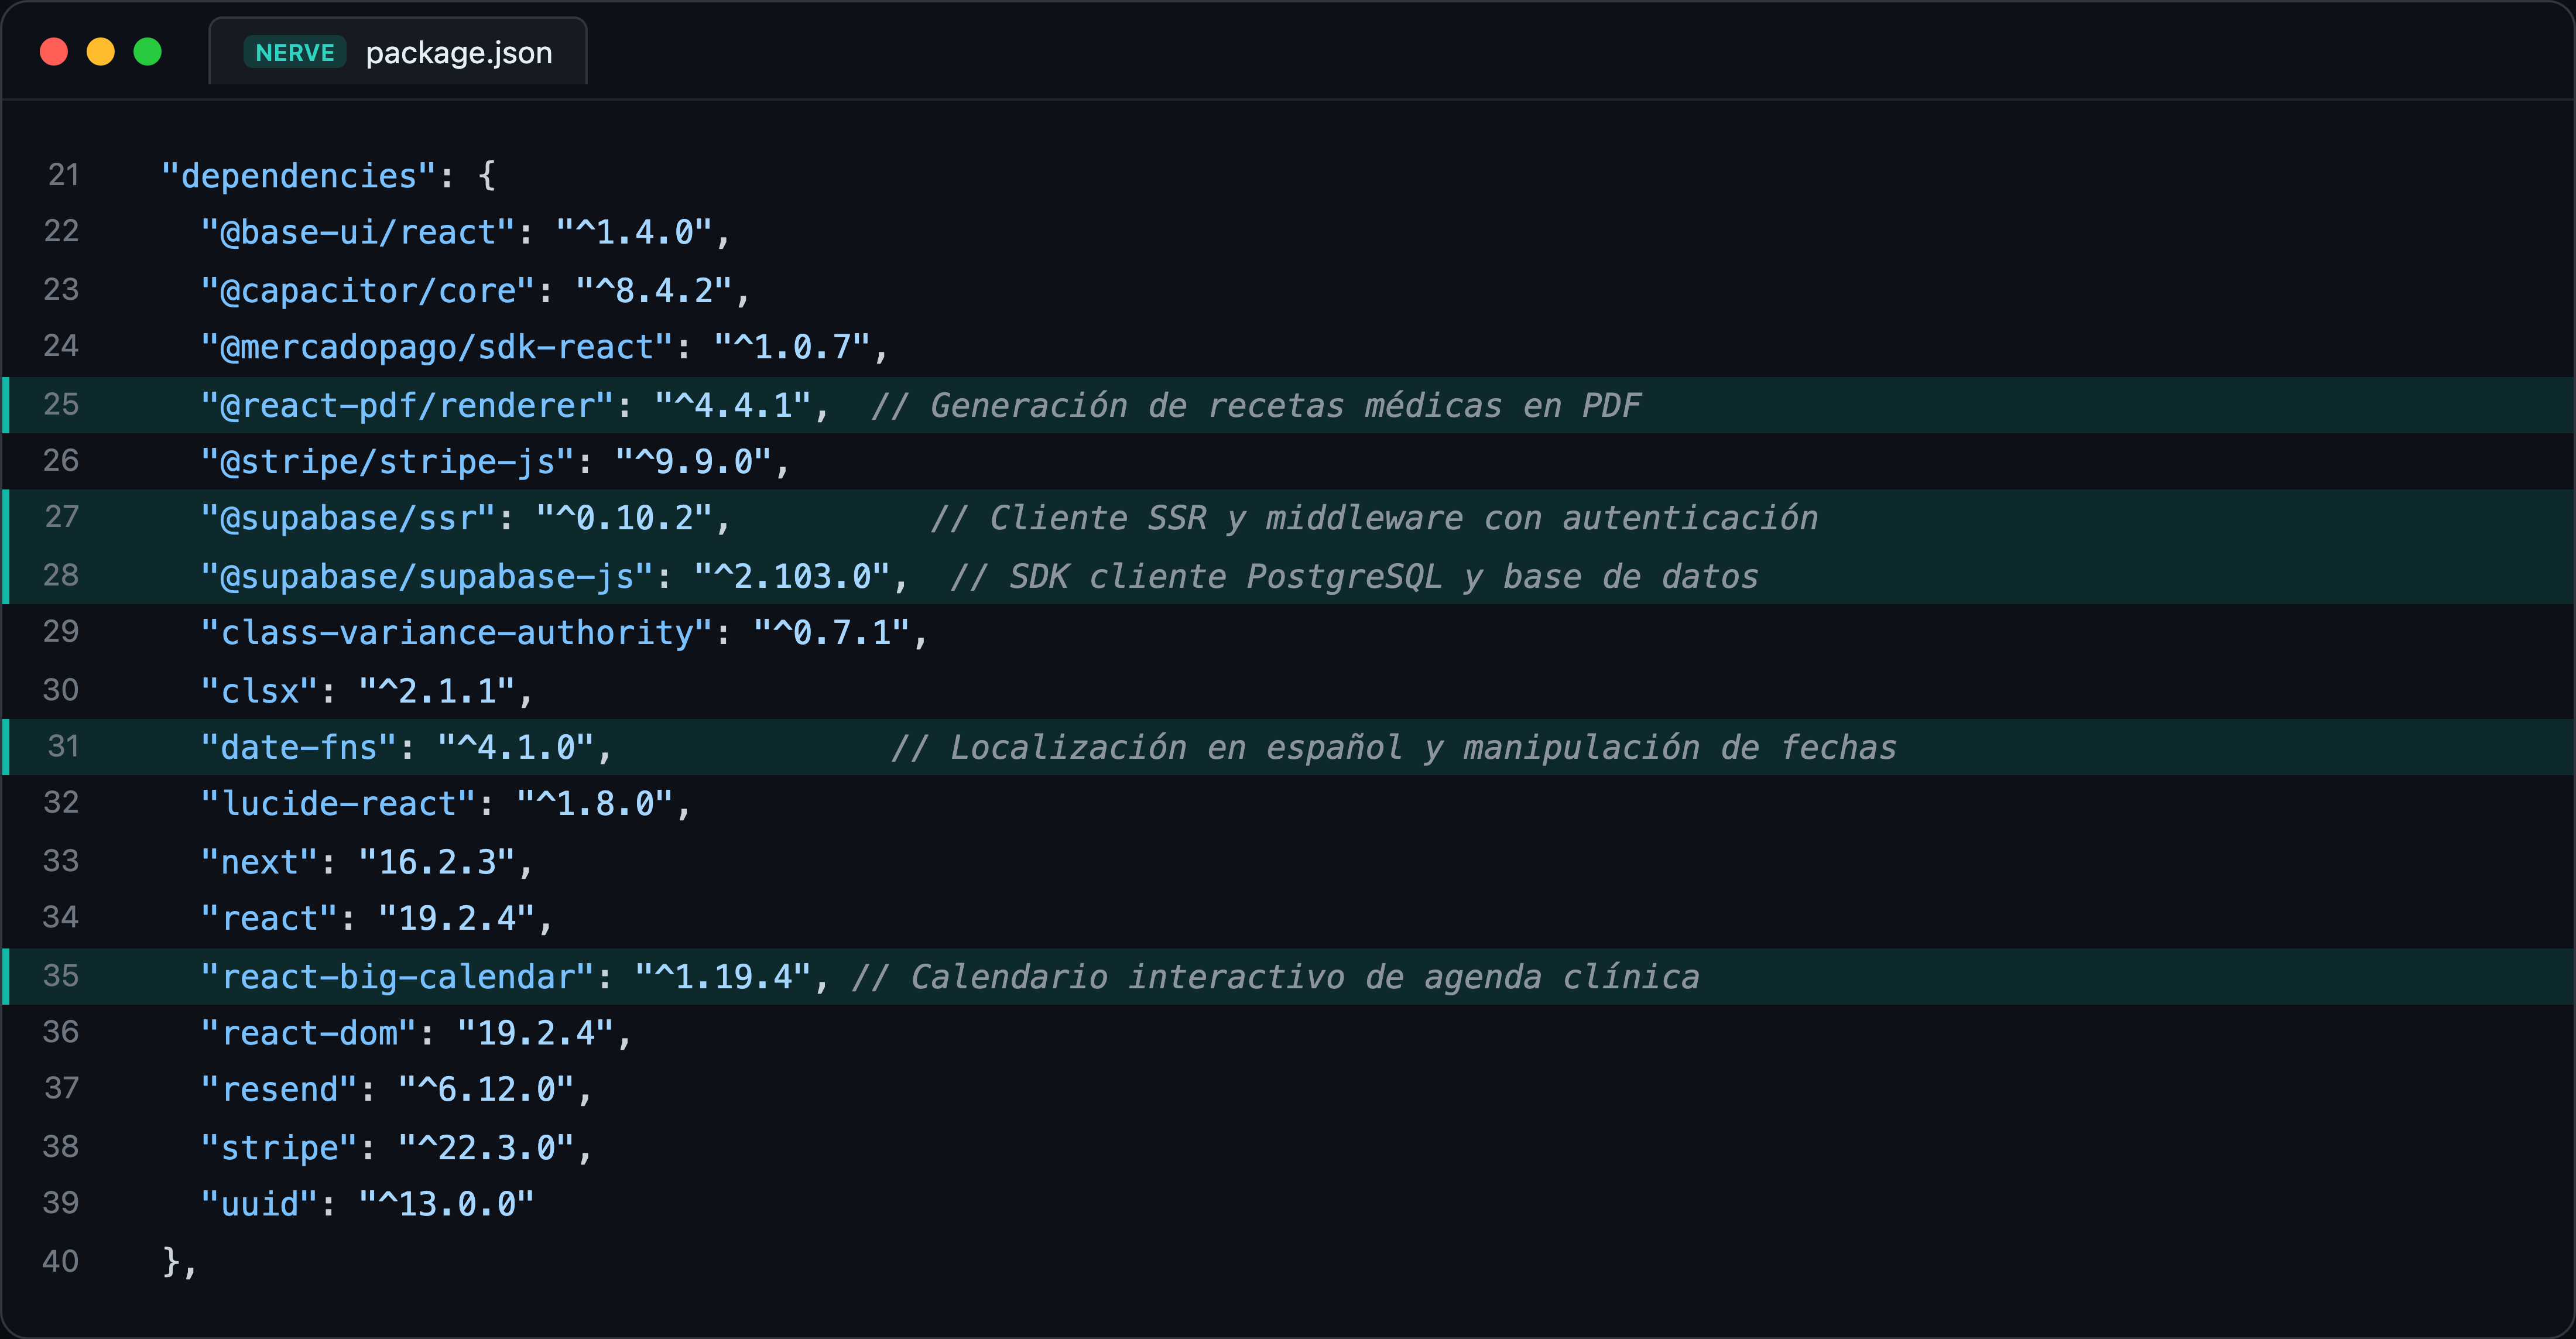 NERVE package.json
21 "dependencies": {
22 "@base-ui/react": "^1.4.0",
23 "@capacitor/core": "^8.4.2",
24 "@mercadopago/sdk-react": "^1.0.7",
25 "@react-pdf/renderer": "^4.4.1", // Generación de recetas médicas en PDF
26 "@stripe/stripe-js": "^9.9.0",
27 "@supabase/ssr": "^0.10.2", // Cliente SSR y middleware con autenticación
28 "@supabase/supabase-js": "^2.103.0", // SDK cliente PostgreSQL y base de datos
29 "class-variance-authority": "^0.7.1",
30 "clsx": "^2.1.1",
31 "date-fns": "^4.1.0", // Localización en español y manipulación de fechas
32 "lucide-react": "^1.8.0",
33 "next": "16.2.3",
34 "react": "19.2.4",
35 "react-big-calendar": "^1.19.4", // Calendario interactivo de agenda clínica
36 "react-dom": "19.2.4",
37 "resend": "^6.12.0",
38 "stripe": "^22.3.0",
39 "uuid": "^13.0.0"
40 },